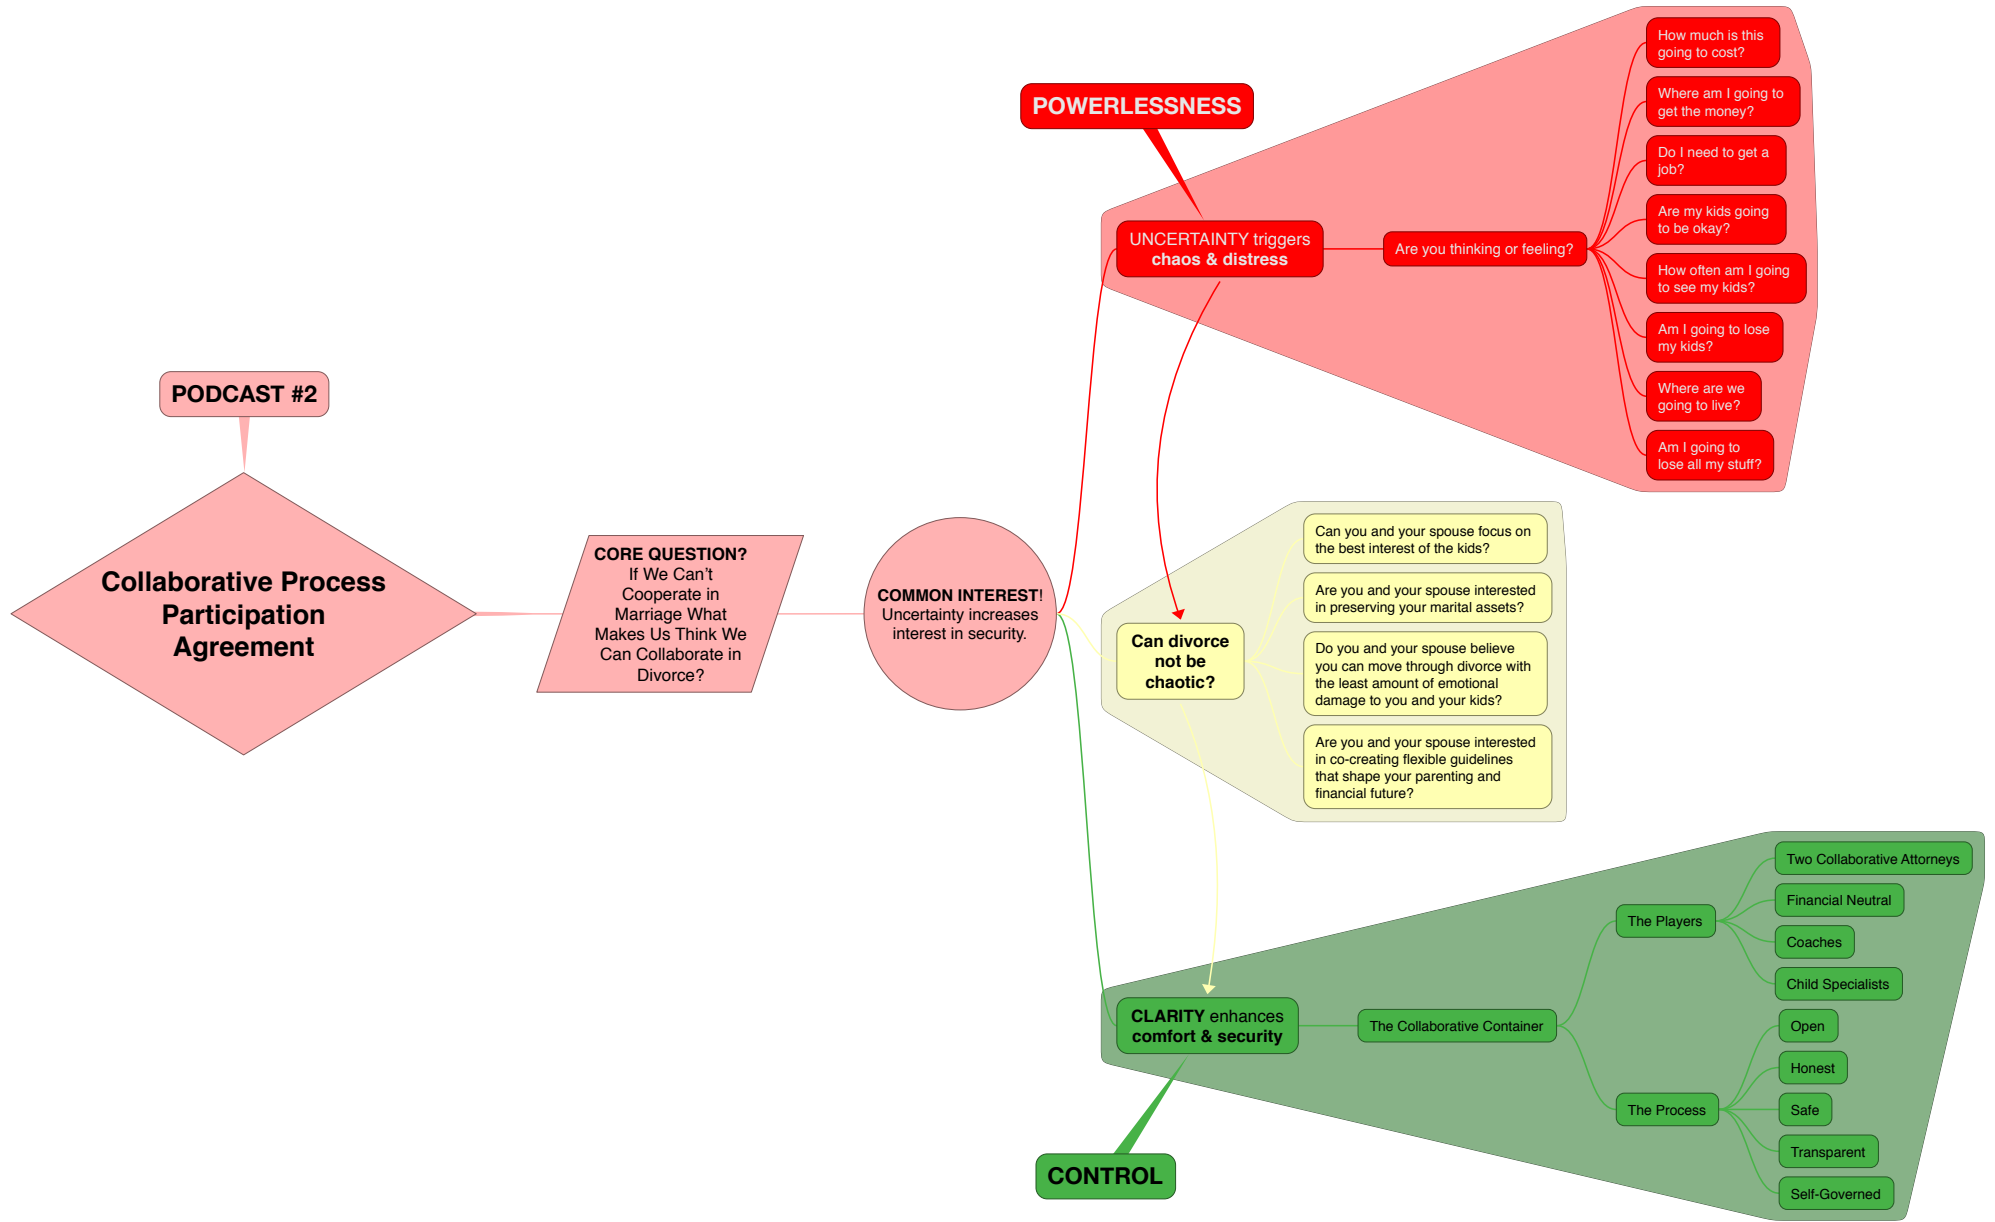 PODCAST #2
Collaborative Process
Participation
Agreement
CORE QUESTION?
If We Can't
Cooperate in
Marriage What
Makes Us Think We
Can Collaborate in
Divorce?
COMMON INTEREST!
Uncertainty increases
interest in security.
POWERLESSNESS
UNCERTAINTY triggers
chaos & distress
Are you thinking or feeling?
How much is this
going to cost?
Where am I going to
get the money?
Do I need to get a
job?
Are my kids going
to be okay?
How often am I going
to see my kids?
Am I going to lose
my kids?
Where are we
going to live?
Am I going to
lose all my stuff?
Can divorce
not be
chaotic?
Can you and your spouse focus on
the best interest of the kids?
Are you and your spouse interested
in preserving your marital assets?
Do you and your spouse believe
you can move through divorce with
the least amount of emotional
damage to you and your kids?
Are you and your spouse interested
in co-creating flexible guidelines
that shape your parenting and
financial future?
CLARITY enhances
comfort & security
CONTROL
The Collaborative Container
The Players
Two Collaborative Attorneys
Financial Neutral
Coaches
Child Specialists
The Process
Open
Honest
Safe
Transparent
Self-Governed